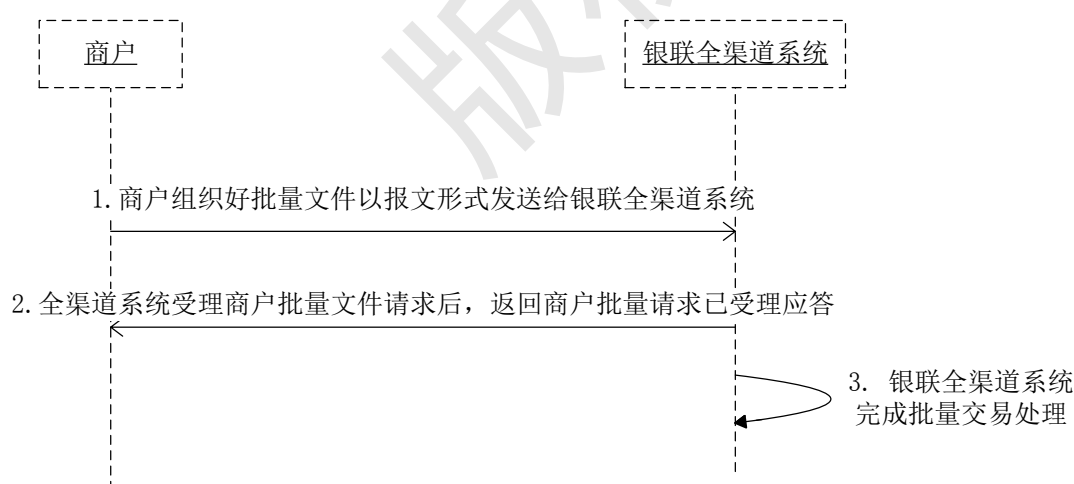 商户
银联全渠道系统
1.商户组织好批量文件以报文形式发送给银联全渠道系统
2.全渠道系统受理商户批量文件请求后，返回商户批量请求已受理应答
3. 银联全渠道系统
完成批量交易处理